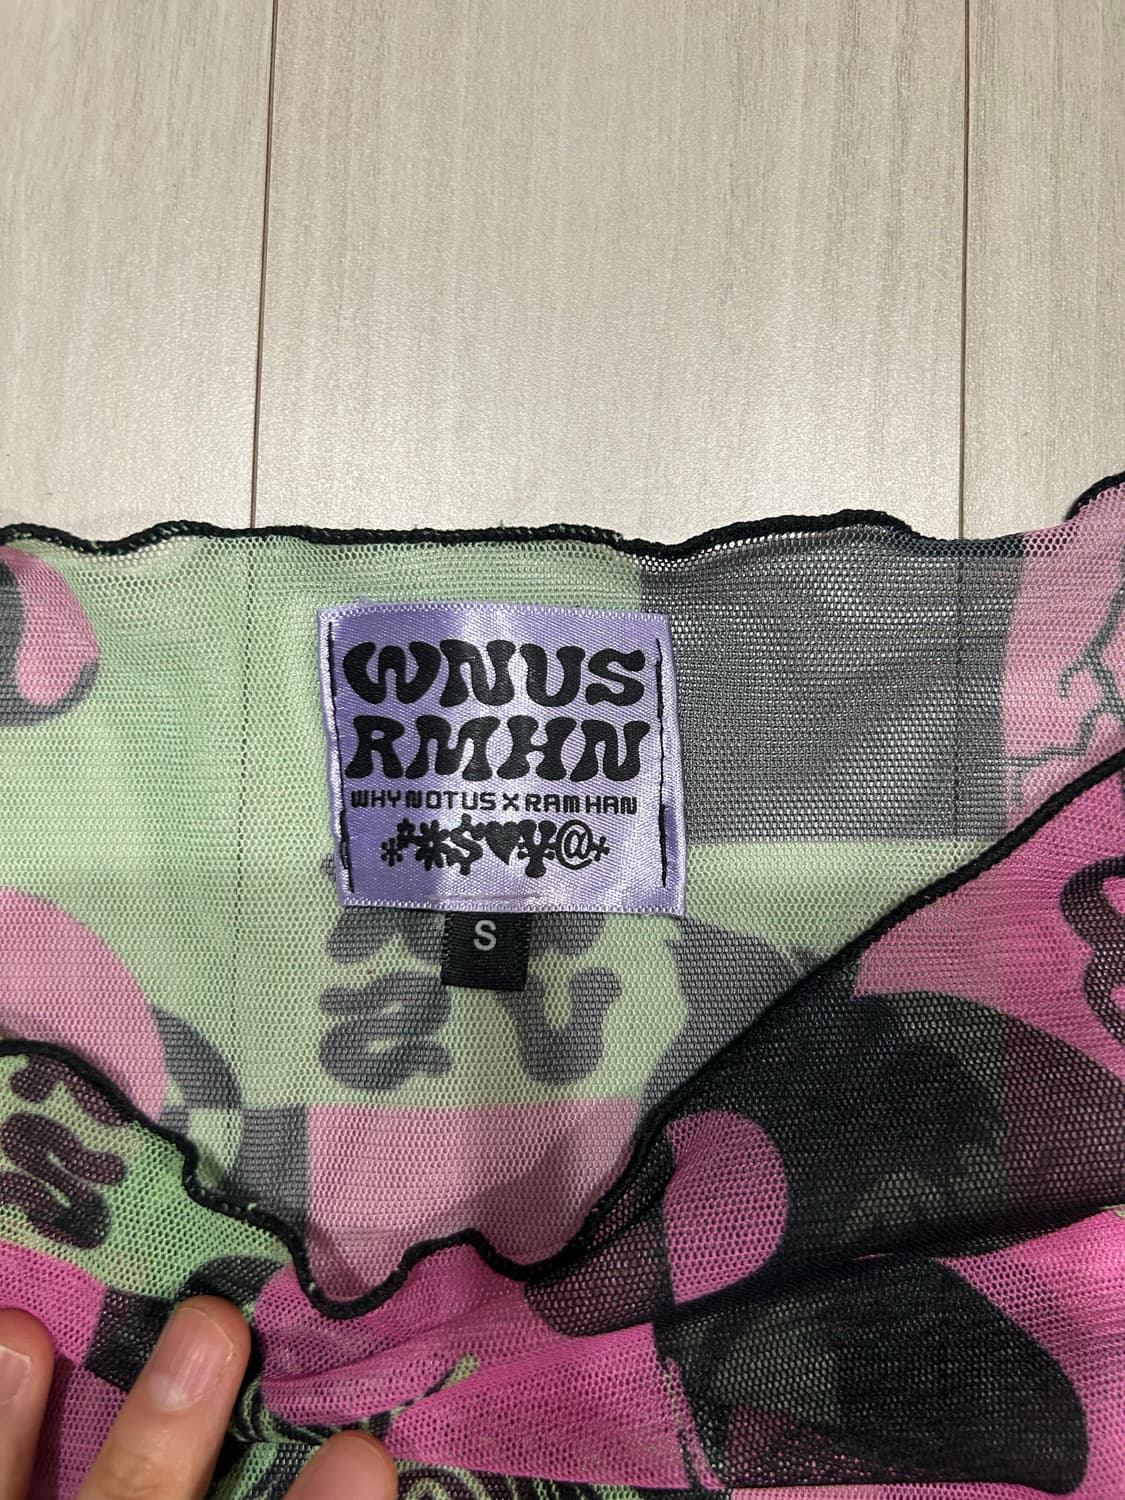 WNUS
RMHN
WHYNOTUS X RAMHAN
**$♥¥@*
S